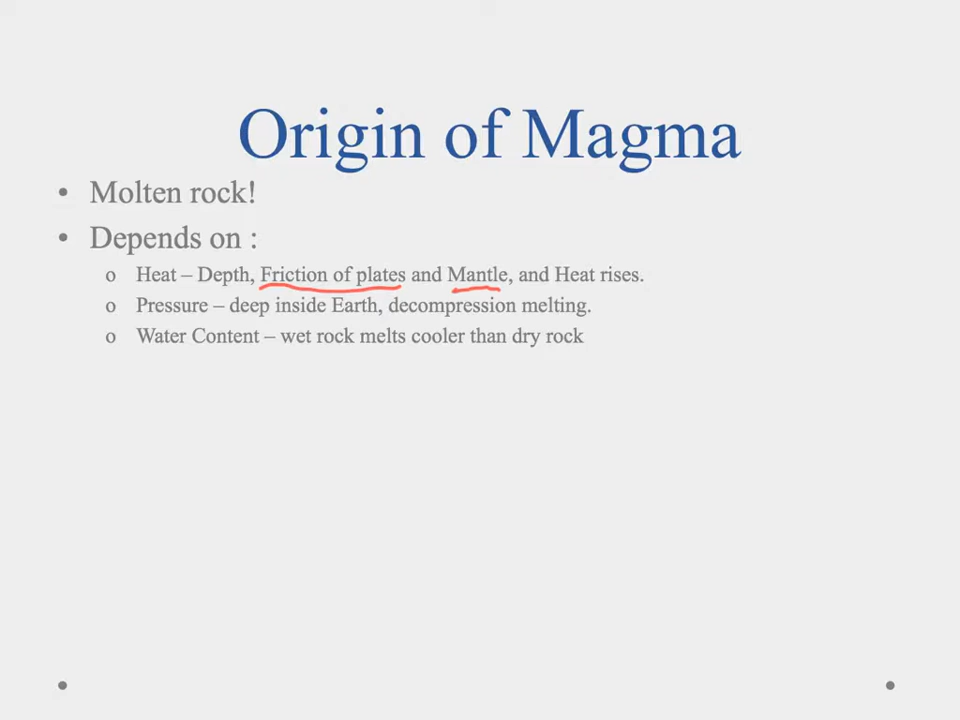 Origin of Magma
• Molten rock!
• Depends on :
o Heat – Depth, Friction of plates and Mantle, and Heat rises.
o Pressure – deep inside Earth, decompression melting.
o Water Content – wet rock melts cooler than dry rock